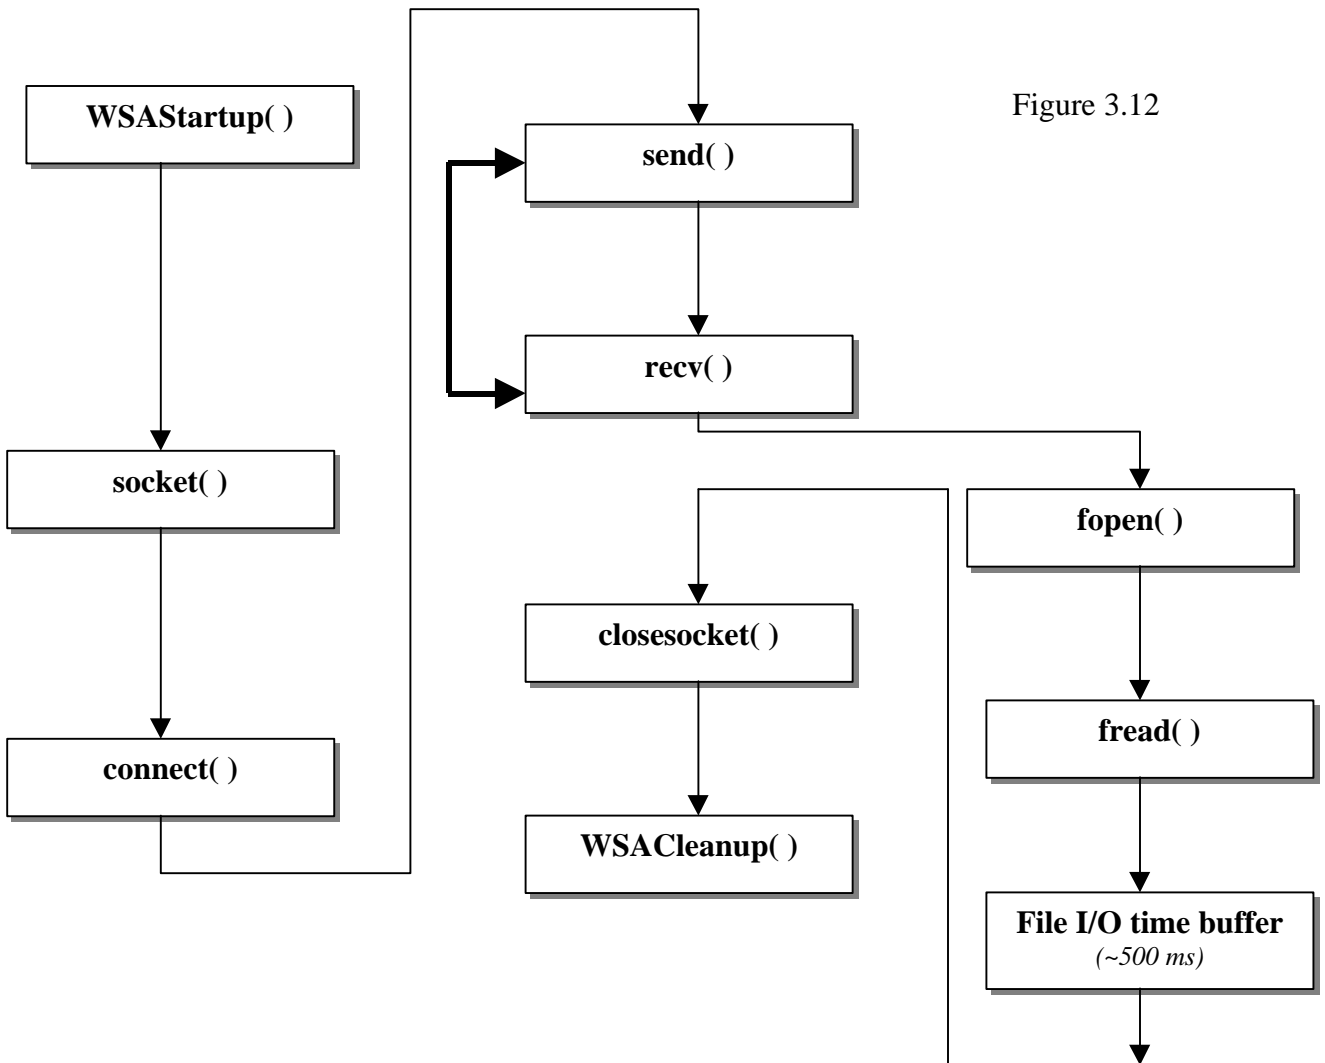 WSAStartup( )
Figure 3.12
send( )
recv( )
socket( )
fopen( )
closesocket( )
fread( )
connect( )
WSACleanup( )
File I/O time buffer
(~500 ms)